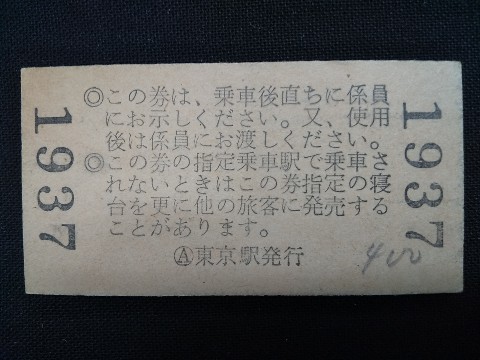 1937
◎この券は、乗車後直ちに係員
にお示しください。又、使用
後は係員にお渡しください。
◎この券の指定乗車駅で乗車さ
れないときはこの券指定の寝
台を更に他の旅客に発売する
ことがあります。
Ⓐ東京駅発行
1937
400